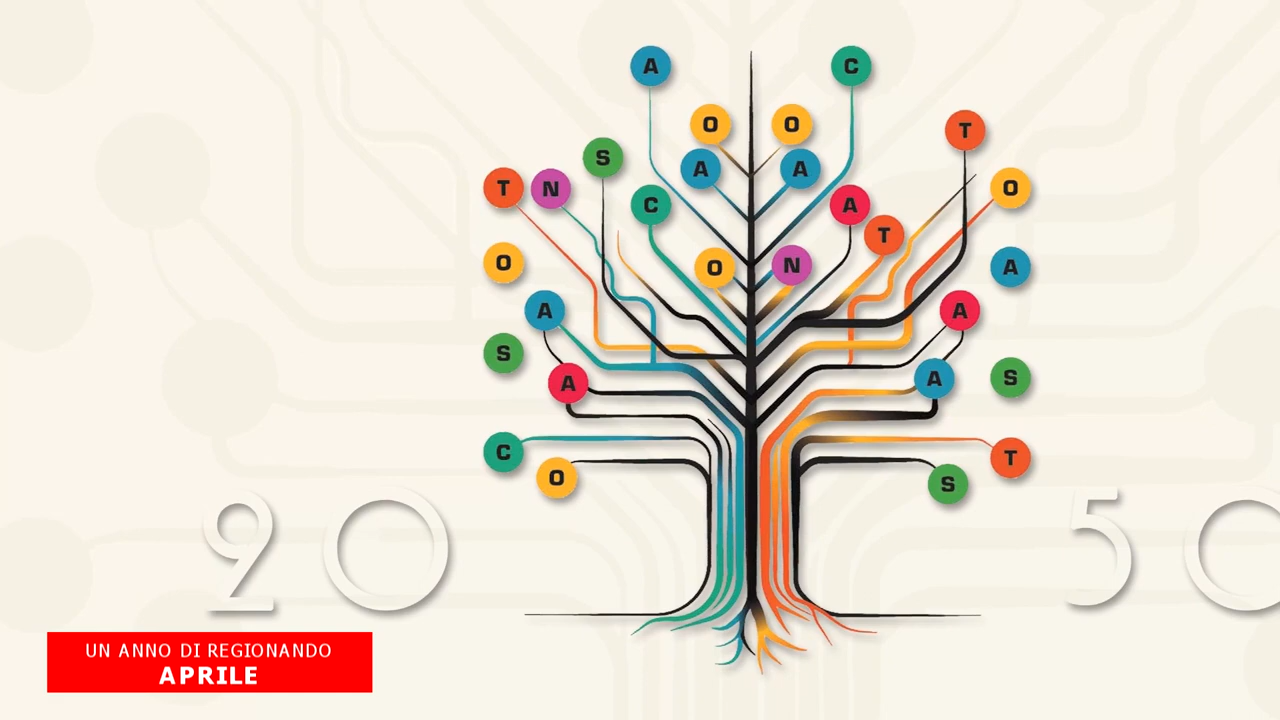 A C
O O
T
S A A
T N O
C A
T
O O N A
A A
S
A A S
C T
O S
20 50
UN ANNO DI REGIONANDO
APRILE